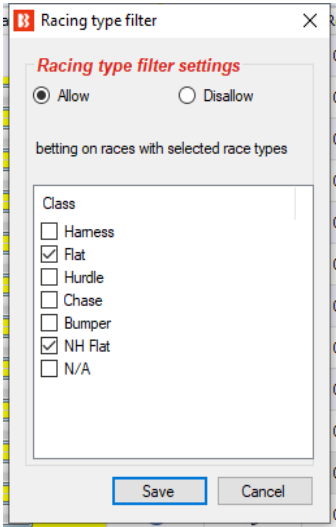 Racing type filter
Racing type filter settings
Allow
Disallow
betting on races with selected race types
Class
Harness
Flat
Hurdle
Chase
Bumper
NH Flat
N/A
Save
Cancel